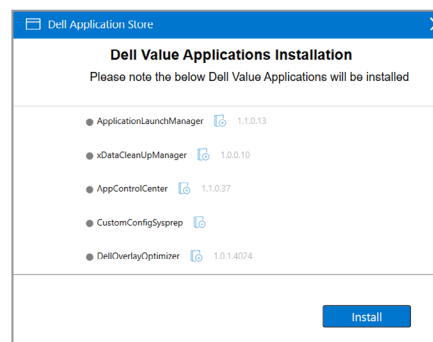 Dell Application Store
Dell Value Applications Installation
Please note the below Dell Value Applications will be installed
ApplicationLaunchManager 1.1.0.13
xDataCleanUpManager 1.0.0.10
AppControlCenter 1.1.0.37
CustomConfigSysprep
DellOverlayOptimizer 1.0.1.4024
Install